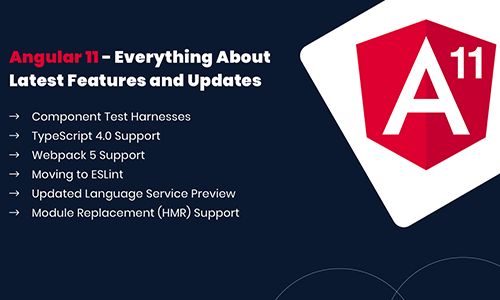 Angular 11 - Everything About
Latest Features and Updates
→ Component Test Harnesses
→ TypeScript 4.0 Support
→ Webpack 5 Support
→ Moving to ESLint
→ Updated Language Service Preview
→ Module Replacement (HMR) Support
A11